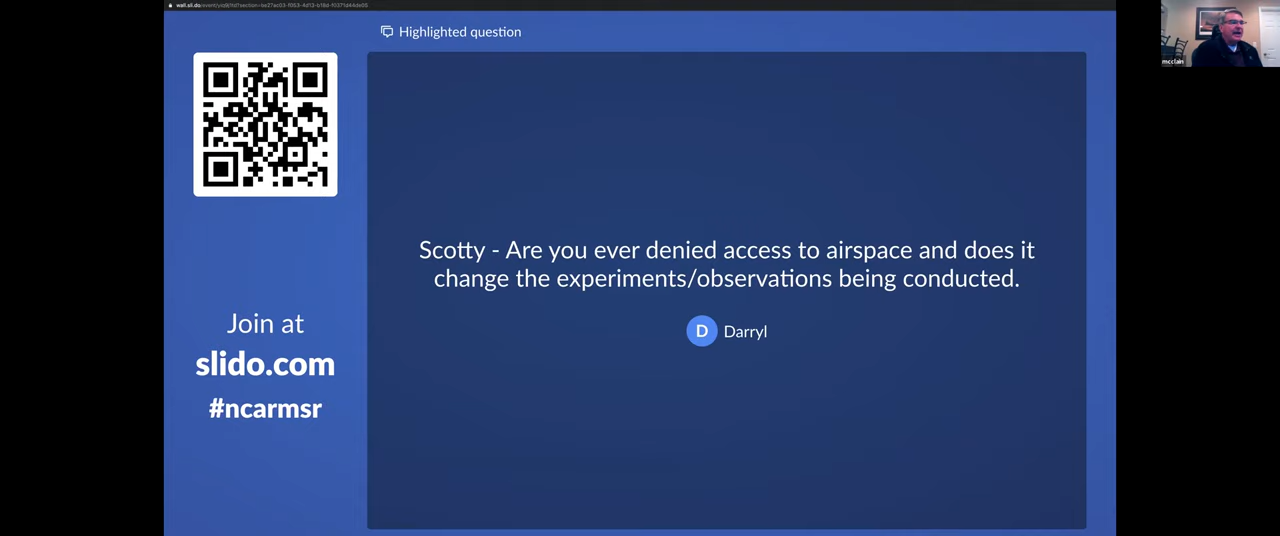 Highlighted question
Scotty - Are you ever denied access to airspace and does it
change the experiments/observations being conducted.
D Darryl
Join at
slido.com
#ncarmsr
mcclain